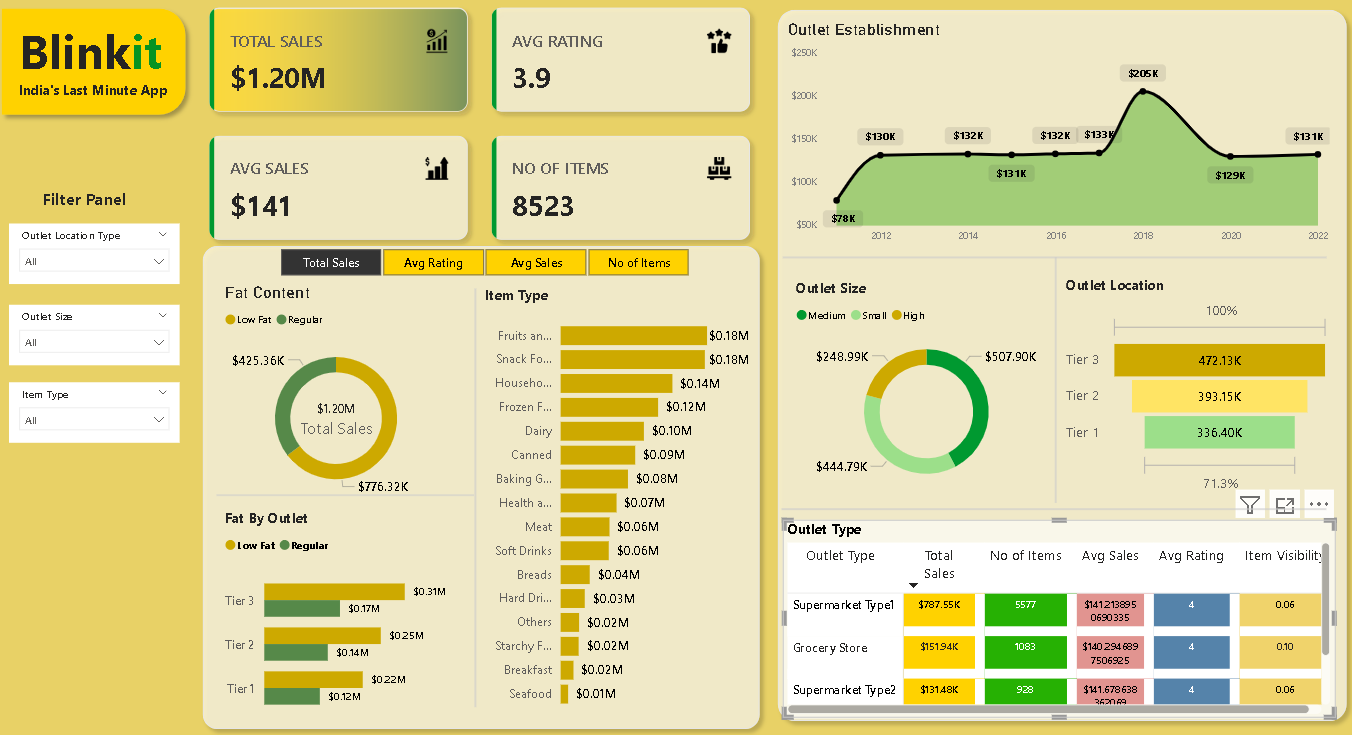 Blinkit
India's Last Minute App
TOTAL SALES
$1.20M
AVG RATING
3.9
AVG SALES
$141
NO OF ITEMS
8523
Filter Panel
Outlet Location Type
All
Outlet Size
All
Item Type
All
Total Sales
Avg Rating
Avg Sales
No of Items
Fat Content
Low Fat
Regular
$425.36K
$1.20M
Total Sales
$776.32K
Fat By Outlet
Low Fat
Regular
Tier 3
$0.31M
$0.17M
Tier 2
$0.25M
$0.14M
Tier 1
$0.22M
$0.12M
Item Type
Fruits an... $0.18M
Snack Fo... $0.18M
Househo... $0.14M
Frozen F... $0.12M
Dairy $0.10M
Canned $0.09M
Baking G... $0.08M
Health a... $0.07M
Meat $0.06M
Soft Drinks $0.06M
Breads $0.04M
Hard Dri... $0.03M
Others $0.02M
Starchy F... $0.02M
Breakfast $0.02M
Seafood $0.01M
Outlet Establishment
$250K
$200K
$150K
$100K
$50K
$78K
$130K
$132K
$131K
$132K
$133K
$205K
$129K
$131K
2012 2014 2016 2018 2020 2022
Outlet Size
Medium
Small
High
$248.99K
$507.90K
$444.79K
Outlet Location
100%
Tier 3 472.13K
Tier 2 393.15K
Tier 1 336.40K
71.3%
Outlet Type
Outlet Type Total Sales No of Items Avg Sales Avg Rating Item Visibility
Supermarket Type1 $787.55K 5577 $141.2138950690335 4 0.06
Grocery Store $151.94K 1083 $140.2946897506925 4 0.10
Supermarket Type2 $131.48K 928 $141.678638362069 4 0.06